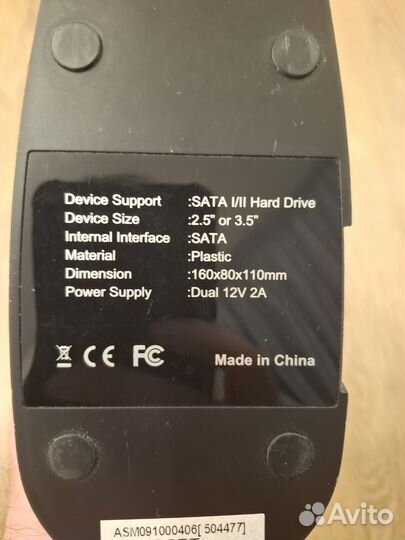 Device Support :SATA I/II Hard Drive
Device Size :2.5" or 3.5"
Internal Interface :SATA
Material :Plastic
Dimension :160x80x110mm
Power Supply :Dual 12V 2A
CE FC Made in China
ASM091000406[ 504477]
Avito